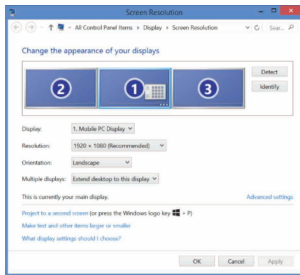 Screen Resolution
All Control Panel Items ▸ Display ▸ Screen Resolution
Change the appearance of your displays
2
1
3
Detect
Identify
Display: 1. Mobile PC Display
Resolution: 1920 × 1080 (Recommended)
Orientation: Landscape
Multiple displays: Extend desktop to this display
This is currently your main display.
Advanced settings
Project to a second screen (or press the Windows logo key + P)
Make text and other items larger or smaller
What display settings should I choose?
OK
Cancel
Apply